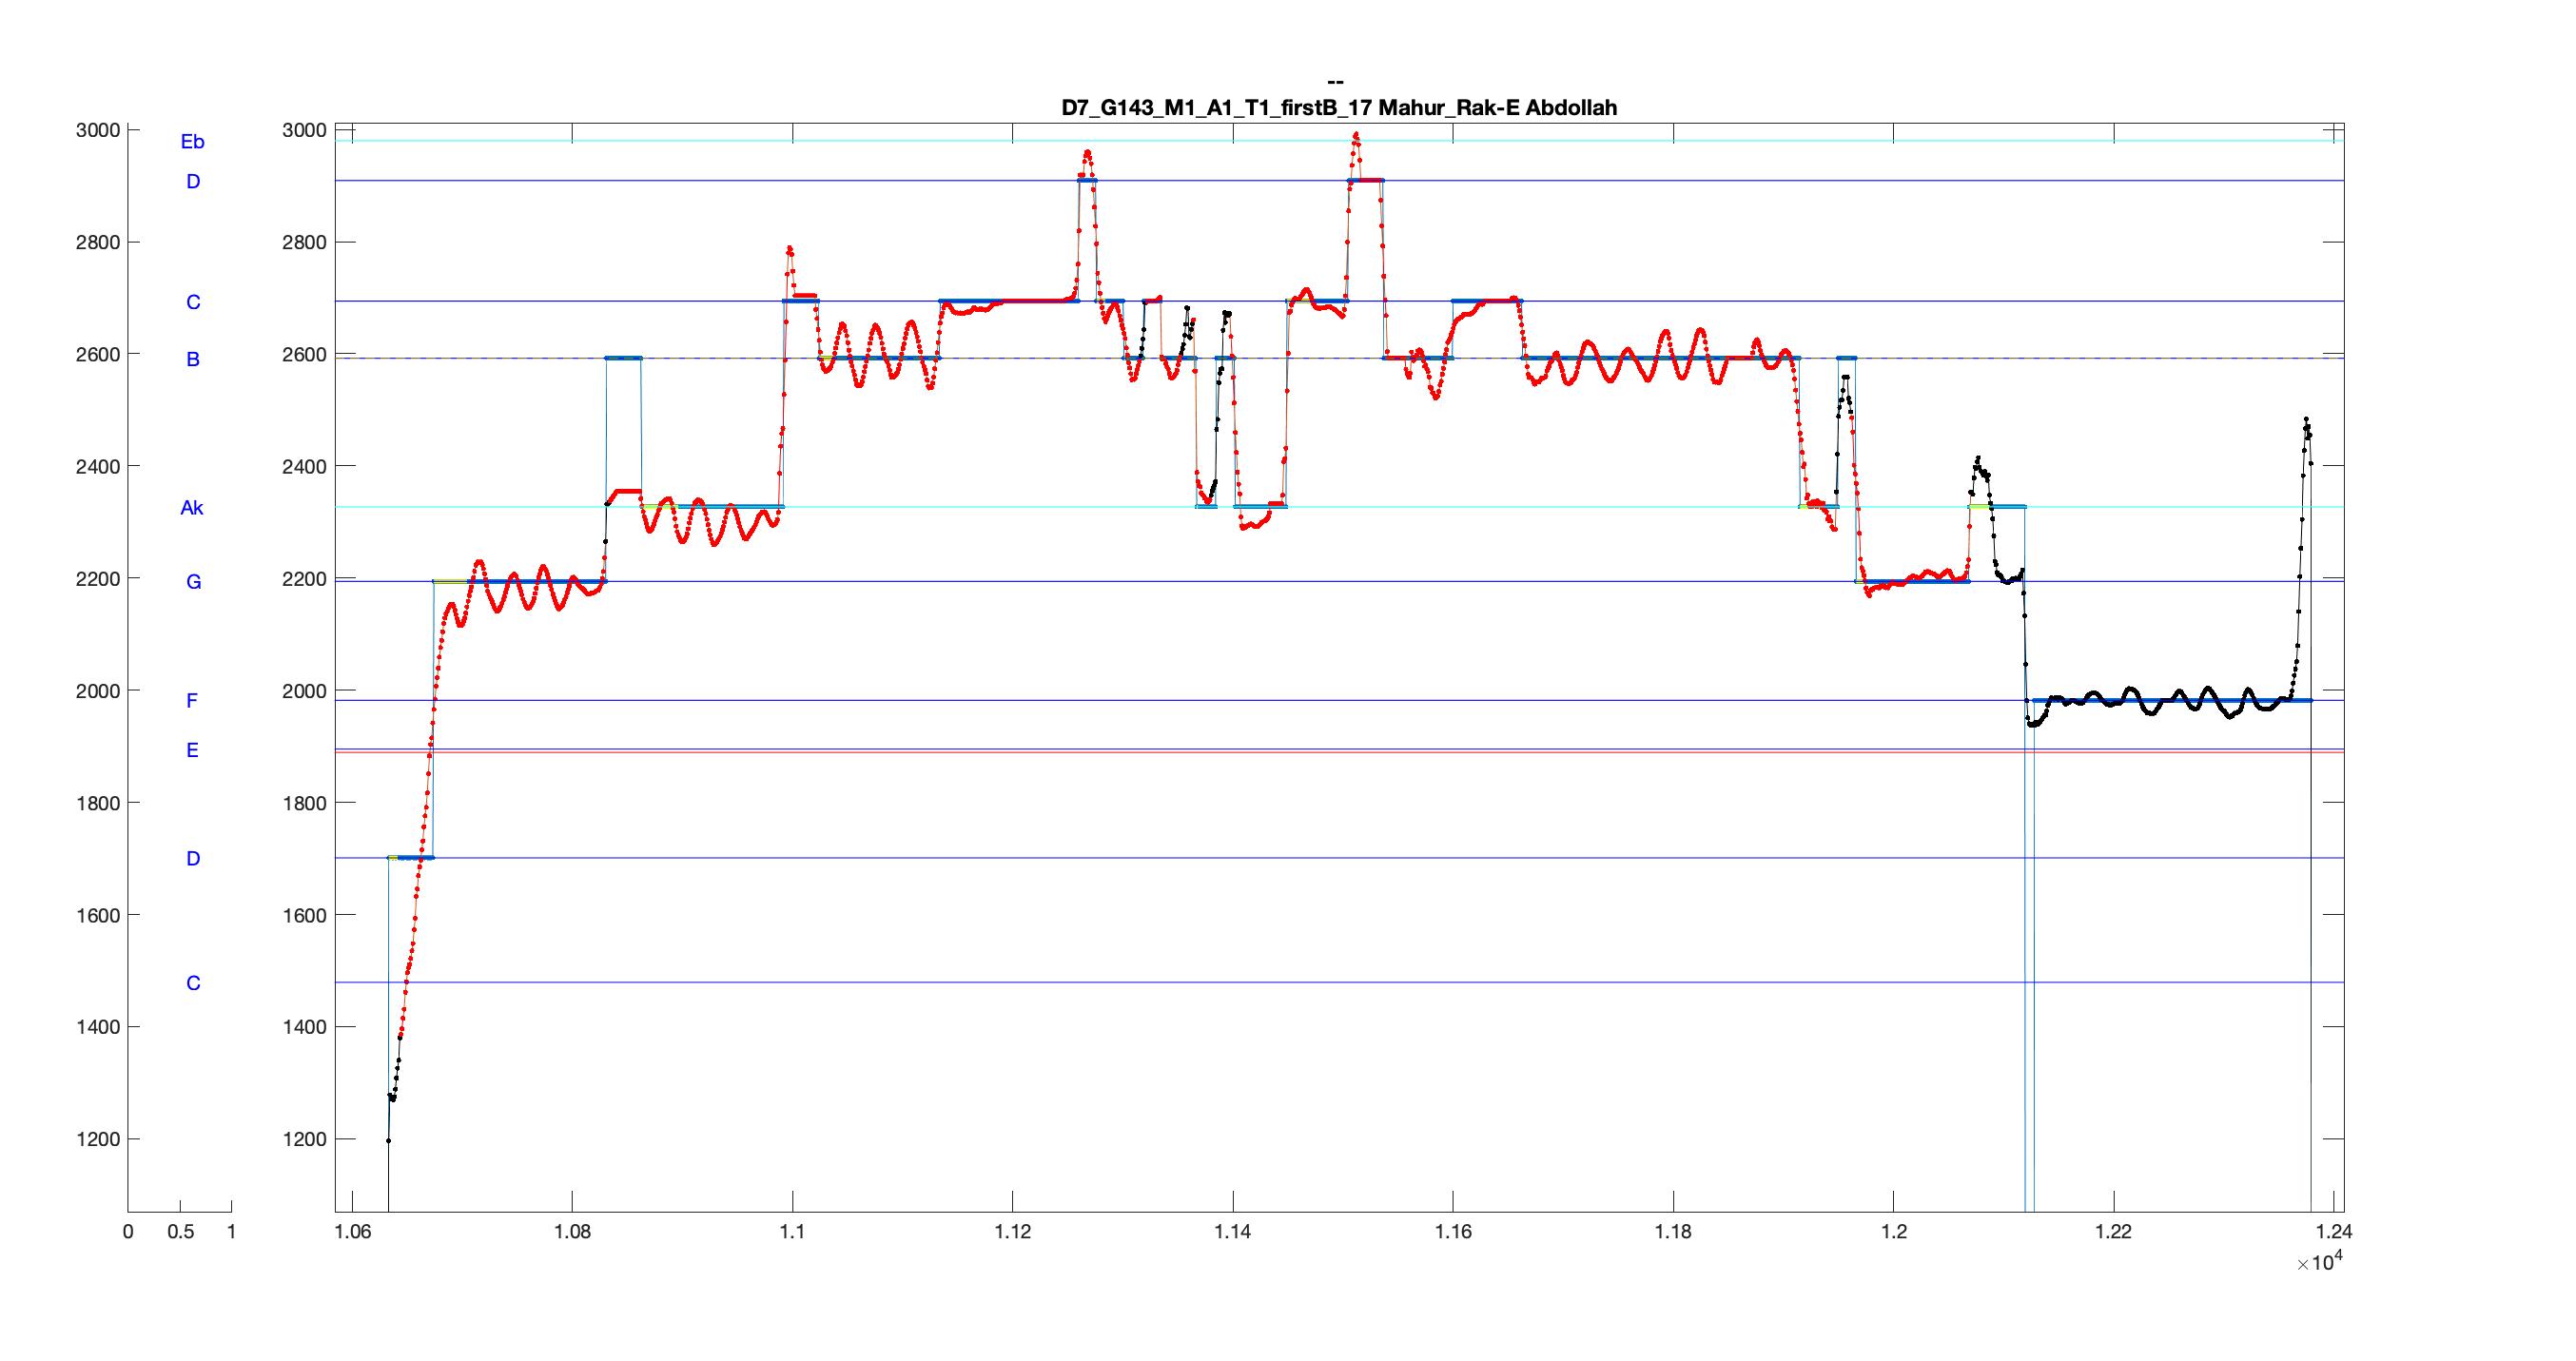 --
D7_G143_M1_A1_T1_firstB_17 Mahur_Rak-E Abdollah
3000
2800
2600
2400
2200
2000
1800
1600
1400
1200
0 0.5 1
Eb
D
C
B
Ak
G
F
E
D
C
3000
2800
2600
2400
2200
2000
1800
1600
1400
1200
1.06 1.08 1.1 1.12 1.14 1.16 1.18 1.2 1.22 1.24
×10⁴